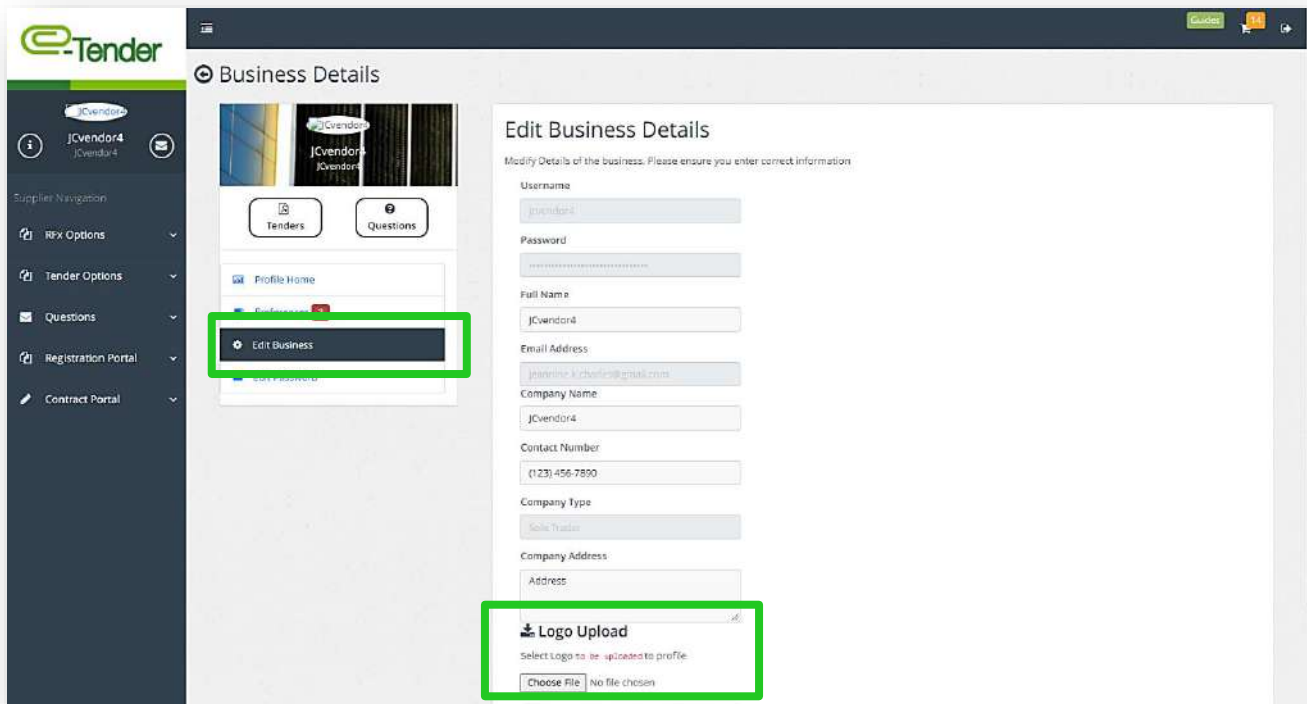 e-Tender
Guides
14
Business Details
JCvendor4
JCvendor4
JCvendor4
Supplier Navigation
RFx Options
Tender Options
Questions
Registration Portal
Contract Portal
JCvendor4
JCvendor4
JCvendor4
Tenders
Questions
Profile Home
Preferences
Edit Business
Edit Password
Edit Business Details
Modify Details of the business. Please ensure you enter correct information
Username
jcvendor4
Password
Full Name
JCvendor4
Email Address
Company Name
JCvendor4
Contact Number
(123) 456-7890
Company Type
Sole Trader
Company Address
Address
Logo Upload
Select Logo to be uploaded to profile
Choose File No file chosen